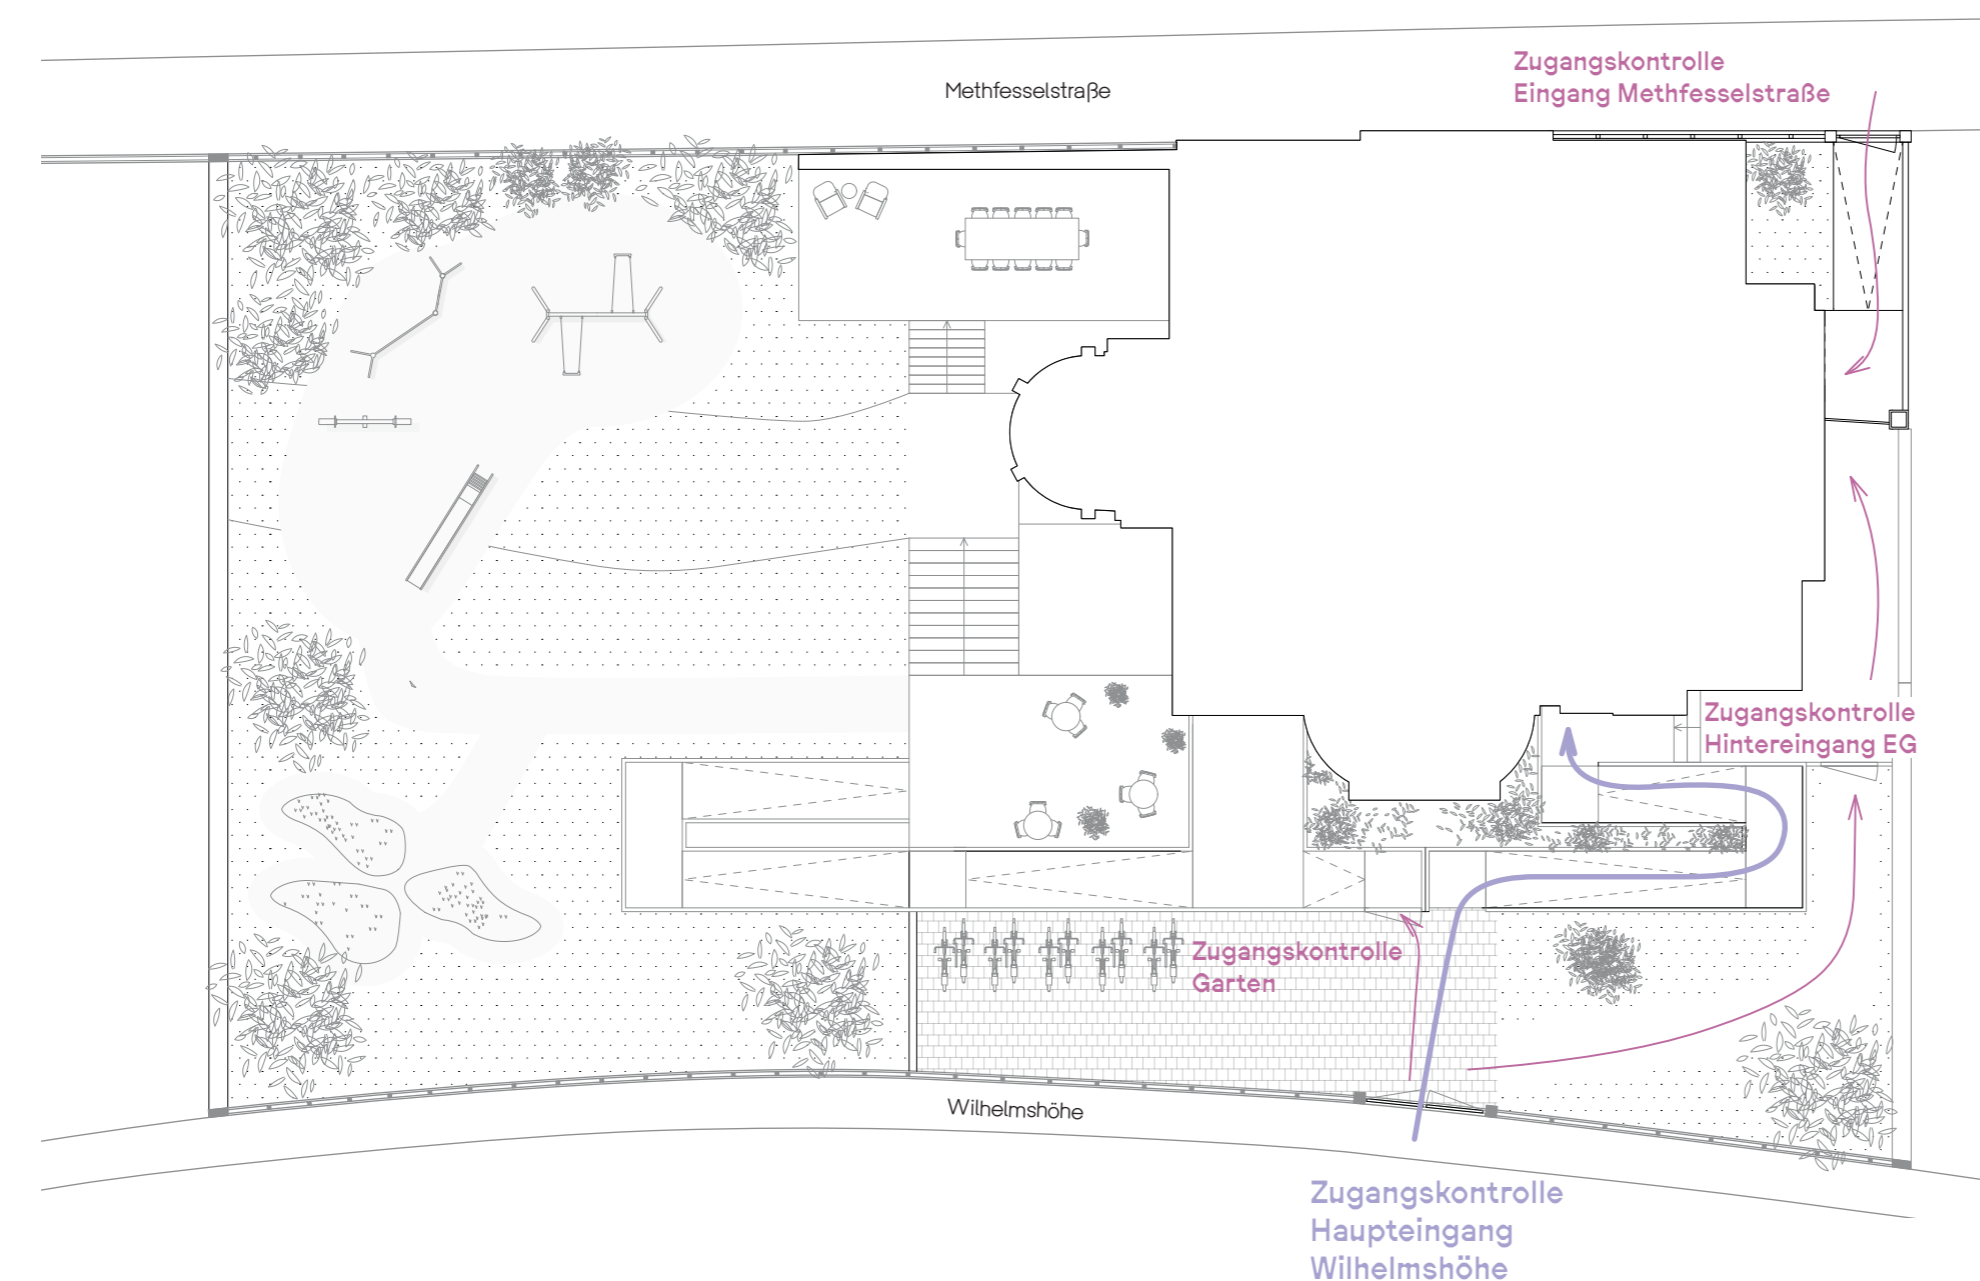 Zugangskontrolle
Eingang Methfesselstraße
Methfesselstraße
Zugangskontrolle
Hintereingang EG
Zugangskontrolle
Garten
Wilhelmshöhe
Zugangskontrolle
Haupteingang
Wilhelmshöhe